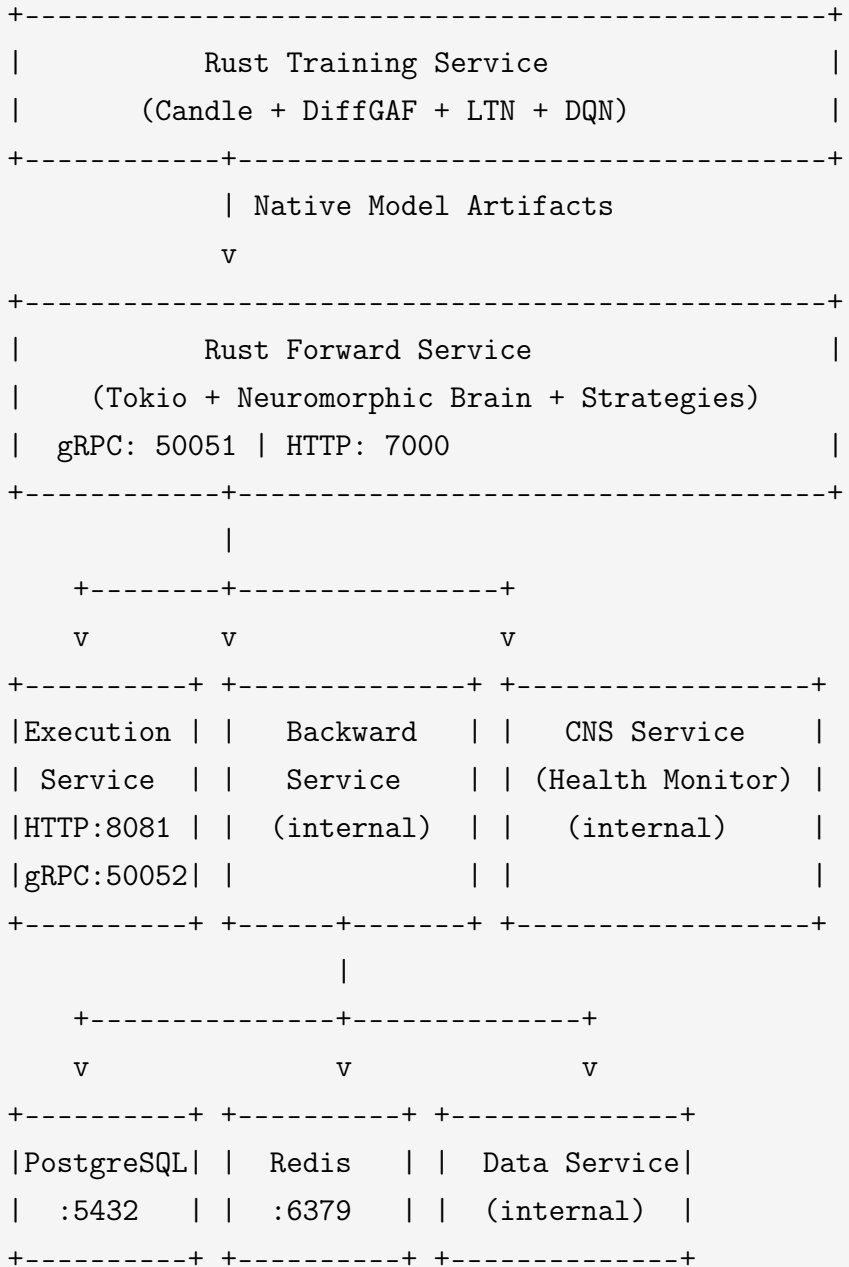 +--------------------------------------------------+
|            Rust Training Service                 |
|        (Candle + DiffGAF + LTN + DQN)            |
+------------+-------------------------------------+
             | Native Model Artifacts
             v
+--------------------------------------------------+
|            Rust Forward Service                  |
|     (Tokio + Neuromorphic Brain + Strategies)
|   gRPC: 50051 | HTTP: 7000                       |
+------------+-------------------------------------+
             |
    +--------+----------------+
    v        v                v
+----------+ +--------------+ +------------------+
|Execution | |   Backward   | |   CNS Service    |
| Service  | |   Service    | | (Health Monitor) |
|HTTP:8081 | |  (internal)  | |   (internal)     |
|gRPC:50052| |              | |                  |
+----------+ +------+-------+ +------------------+
                    |
    +---------------+--------------+
    v               v              v
+----------+ +----------+ +--------------+
|PostgreSQL| |  Redis   | |  Data Service|
|  :5432   | |  :6379   | |  (internal)  |
+----------+ +----------+ +--------------+